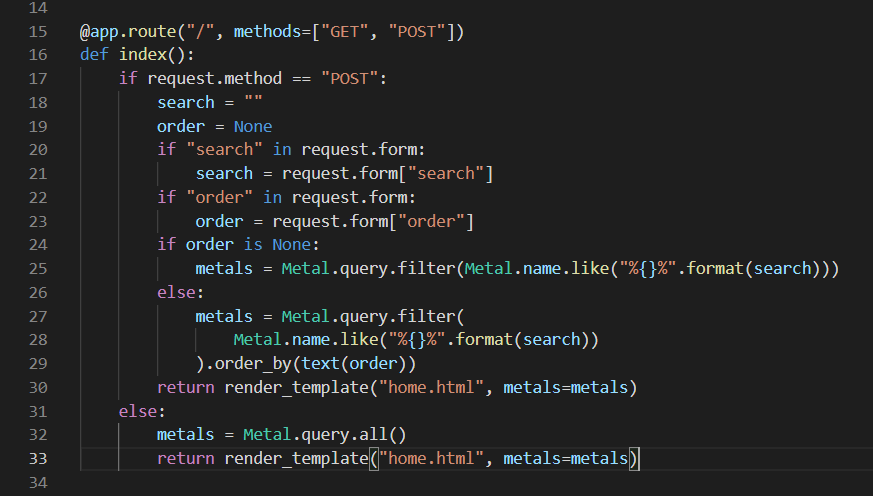 14
15 @app.route("/", methods=["GET", "POST"])
16 def index():
17     if request.method == "POST":
18         search = ""
19         order = None
20         if "search" in request.form:
21             search = request.form["search"]
22         if "order" in request.form:
23             order = request.form["order"]
24         if order is None:
25             metals = Metal.query.filter(Metal.name.like("%{}%".format(search)))
26         else:
27             metals = Metal.query.filter(
28                 Metal.name.like("%{}%".format(search))
29             ).order_by(text(order))
30         return render_template("home.html", metals=metals)
31     else:
32         metals = Metal.query.all()
33         return render_template("home.html", metals=metals)
34